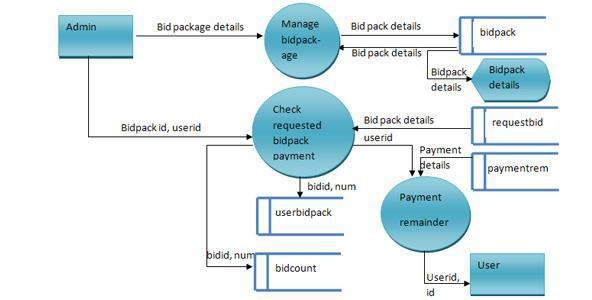 Admin
Bid package details
Manage
bidpack-
age
Bid pack details
Bid pack details
bidpack
Bidpack
details
Bidpack
details
Bidpack id, userid
Check
requested
bidpack
payment
Bid pack details
userid
requestbid
Payment
details
paymentrem
bidid, num
userbidpack
Payment
remainder
bidid, num
bidcount
Userid,
id
User